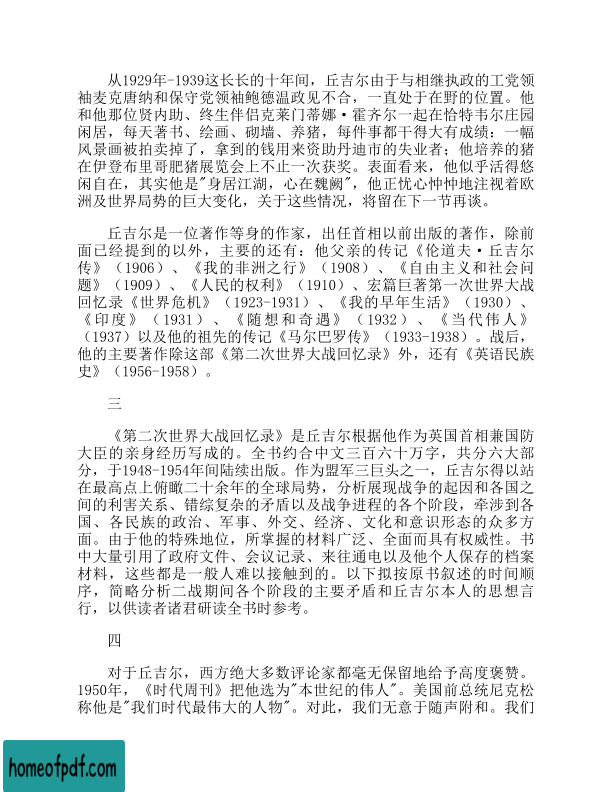 从1929年-1939这长长的十年间，丘吉尔由于与相继执政的工党领
袖麦克唐纳和保守党领袖鲍德温政见不合，一直处于在野的位置。他
和他那位贤内助、终生伴侣克莱门蒂娜·霍齐尔一起在恰特韦尔庄园
闲居，每天著书、绘画、砌墙、养猪，每件事都干得大有成绩：一幅
风景画被拍卖掉了，拿到的钱用来资助丹迪市的失业者；他培养的猪
在伊登布里哥肥猪展览会上不止一次获奖。表面看来，他似乎活得悠
闲自在，其实他是"身居江湖，心在魏阙"，他正忧心忡忡地注视着欧
洲及世界局势的巨大变化，关于这些情况，将留在下一节再谈。
丘吉尔是一位著作等身的作家，出任首相以前出版的著作，除前
面已经提到的以外，主要的还有：他父亲的传记《伦道夫·丘吉尔
传》（1906）、《我的非洲之行》（1908）、《自由主义和社会问
题》（1909）、《人民的权利》（1910）、宏篇巨著第一次世界大战
回忆录《世界危机》（1923-1931）、《我的早年生活》（1930）、
《印度》（1931）、《随想和奇遇》（1932）、《当代伟人》
（1937）以及他的祖先的传记《马尔巴罗传》（1933-1938）。战后，
他的主要著作除这部《第二次世界大战回忆录》外，还有《英语民族
史》（1956-1958）。
三
《第二次世界大战回忆录》是丘吉尔根据他作为英国首相兼国防
大臣的亲身经历写成的。全书约合中文三百六十万字，共分六大部
分，于1948-1954年间陆续出版。作为盟军三巨头之一，丘吉尔得以站
在最高点上俯瞰二十余年的全球局势，分析展现战争的起因和各国之
间的利害关系、错综复杂的矛盾以及战争进程的各个阶段，牵涉到各
国、各民族的政治、军事、外交、经济、文化和意识形态的众多方
面。由于他的特殊地位，所掌握的材料广泛、全面而具有权威性。书
中大量引用了政府文件、会议记录、来往通电以及他个人保存的档案
材料，这些都是一般人难以接触到的。以下拟按原书叙述的时间顺
序，简略分析二战期间各个阶段的主要矛盾和丘吉尔本人的思想言
行，以供读者诸君研读全书时参考。
四
对于丘吉尔，西方绝大多数评论家都毫无保留地给予高度褒赞。
1950年，《时代周刊》把他选为"本世纪的伟人"。美国前总统尼克松
称他是"我们时代最伟大的人物"。对此，我们无意于随声附和。我们
homeofpdf.com